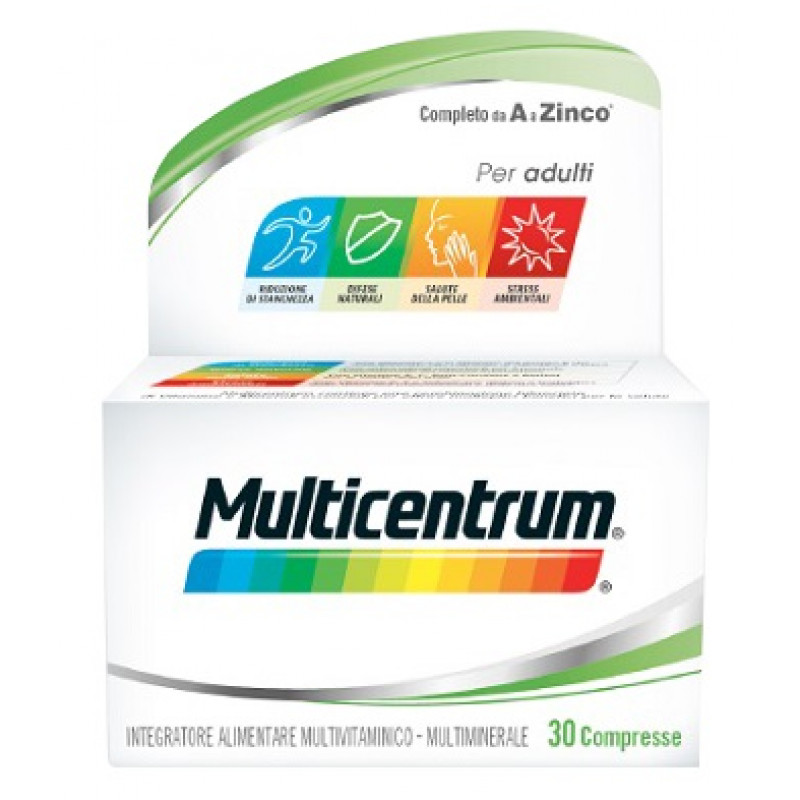 Completo da A a Zinco*
Per adulti
RIDUZIONE DI STANCHEZZA
DIFESE NATURALI
SALUTE DELLA PELLE
STRESS AMBIENTALI
Multicentrum®
®
INTEGRATORE ALIMENTARE MULTIVITAMINICO - MULTIMINERALE 30 Compresse